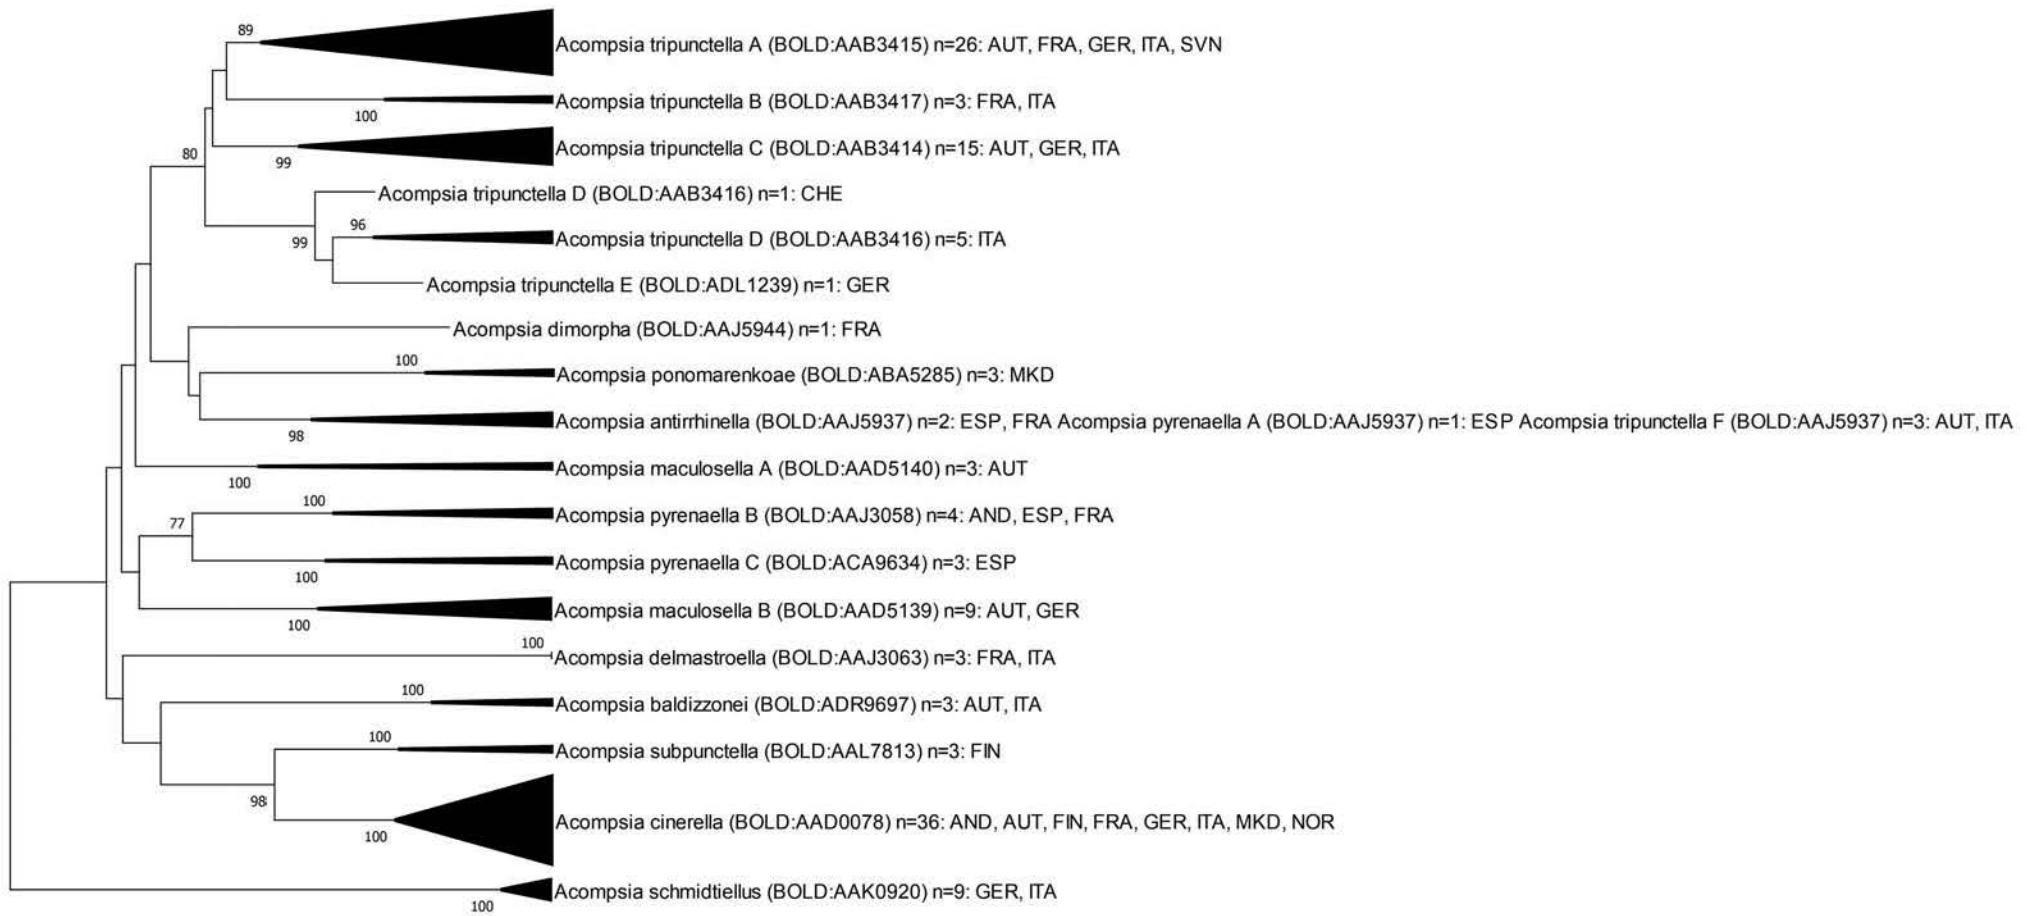 89
Acompsia tripunctella A (BOLD:AAB3415) n=26: AUT, FRA, GER, ITA, SVN
Acompsia tripunctella B (BOLD:AAB3417) n=3: FRA, ITA
100
Acompsia tripunctella C (BOLD:AAB3414) n=15: AUT, GER, ITA
80
99
Acompsia tripunctella D (BOLD:AAB3416) n=1: CHE
96
99
Acompsia tripunctella D (BOLD:AAB3416) n=5: ITA
Acompsia tripunctella E (BOLD:ADL1239) n=1: GER
Acompsia dimorpha (BOLD:AAJ5944) n=1: FRA
100
Acompsia ponomarenkoae (BOLD:ABA5285) n=3: MKD
Acompsia antirrhinella (BOLD:AAJ5937) n=2: ESP, FRA Acompsia pyrenaella A (BOLD:AAJ5937) n=1: ESP Acompsia tripunctella F (BOLD:AAJ5937) n=3: AUT, ITA
98
Acompsia maculosella A (BOLD:AAD5140) n=3: AUT
100
100
77
Acompsia pyrenaella B (BOLD:AAJ3058) n=4: AND, ESP, FRA
Acompsia pyrenaella C (BOLD:ACA9634) n=3: ESP
100
Acompsia maculosella B (BOLD:AAD5139) n=9: AUT, GER
100
100
Acompsia delmastroella (BOLD:AAJ3063) n=3: FRA, ITA
100
Acompsia baldizzonei (BOLD:ADR9697) n=3: AUT, ITA
100
Acompsia subpunctella (BOLD:AAL7813) n=3: FIN
98
Acompsia cinerella (BOLD:AAD0078) n=36: AND, AUT, FIN, FRA, GER, ITA, MKD, NOR
100
Acompsia schmidtiellus (BOLD:AAK0920) n=9: GER, ITA
100